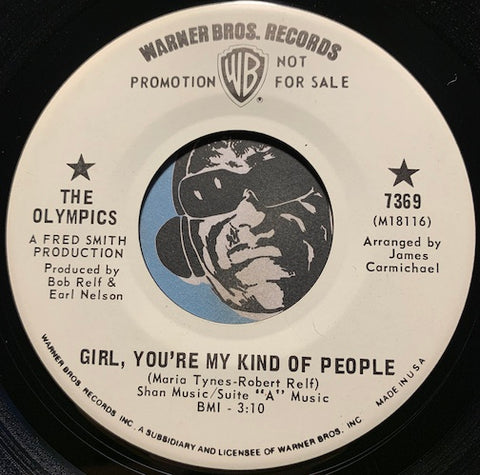 WARNER BROS. RECORDS
PROMOTION NOT FOR SALE
WB
®
THE OLYMPICS
A FRED SMITH
PRODUCTION
Produced by
Bob Relf &
Earl Nelson
7369
(M18116)
Arranged by
James
Carmichael
GIRL, YOU'RE MY KIND OF PEOPLE
(Maria Tynes-Robert Relf)
Shan Music/Suite "A" Music
BMI - 3:10
WARNER BROS. RECORDS INC. A SUBSIDIARY AND LICENSEE OF WARNER BROS. INC. MADE IN U.S.A.